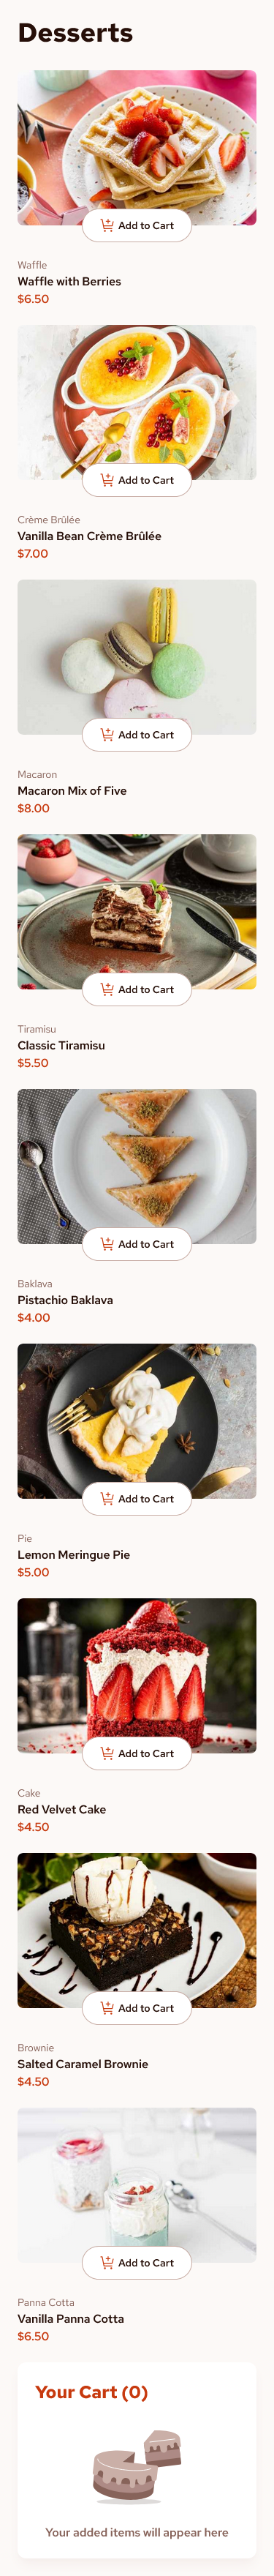 Desserts
Add to Cart
Waffle
Waffle with Berries
$6.50
Add to Cart
Crème Brûlée
Vanilla Bean Crème Brûlée
$7.00
Add to Cart
Macaron
Macaron Mix of Five
$8.00
Add to Cart
Tiramisu
Classic Tiramisu
$5.50
Add to Cart
Baklava
Pistachio Baklava
$4.00
Add to Cart
Pie
Lemon Meringue Pie
$5.00
Add to Cart
Cake
Red Velvet Cake
$4.50
Add to Cart
Brownie
Salted Caramel Brownie
$4.50
Add to Cart
Panna Cotta
Vanilla Panna Cotta
$6.50
Your Cart (0)
Your added items will appear here